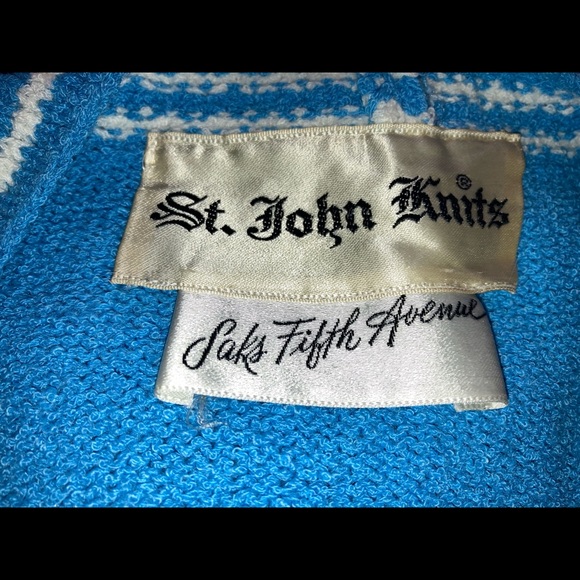 St. John Knits®
Saks Fifth Avenue